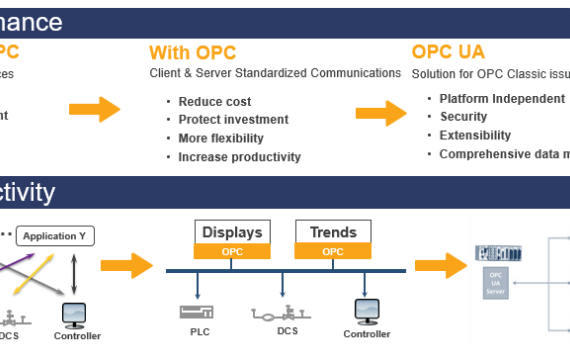 nance
PC
With OPC
OPC UA
ces
Client & Server Standardized Communications
Solution for OPC Classic issu
nt
• Reduce cost
• Protect investment
• More flexibility
• Increase productivity
• Platform Independent
• Security
• Extensibility
• Comprehensive data m
ctivity
Application Y
Displays
OPC
Trends
OPC
OPC
UA
Server
DCS
Controller
PLC
DCS
Controller